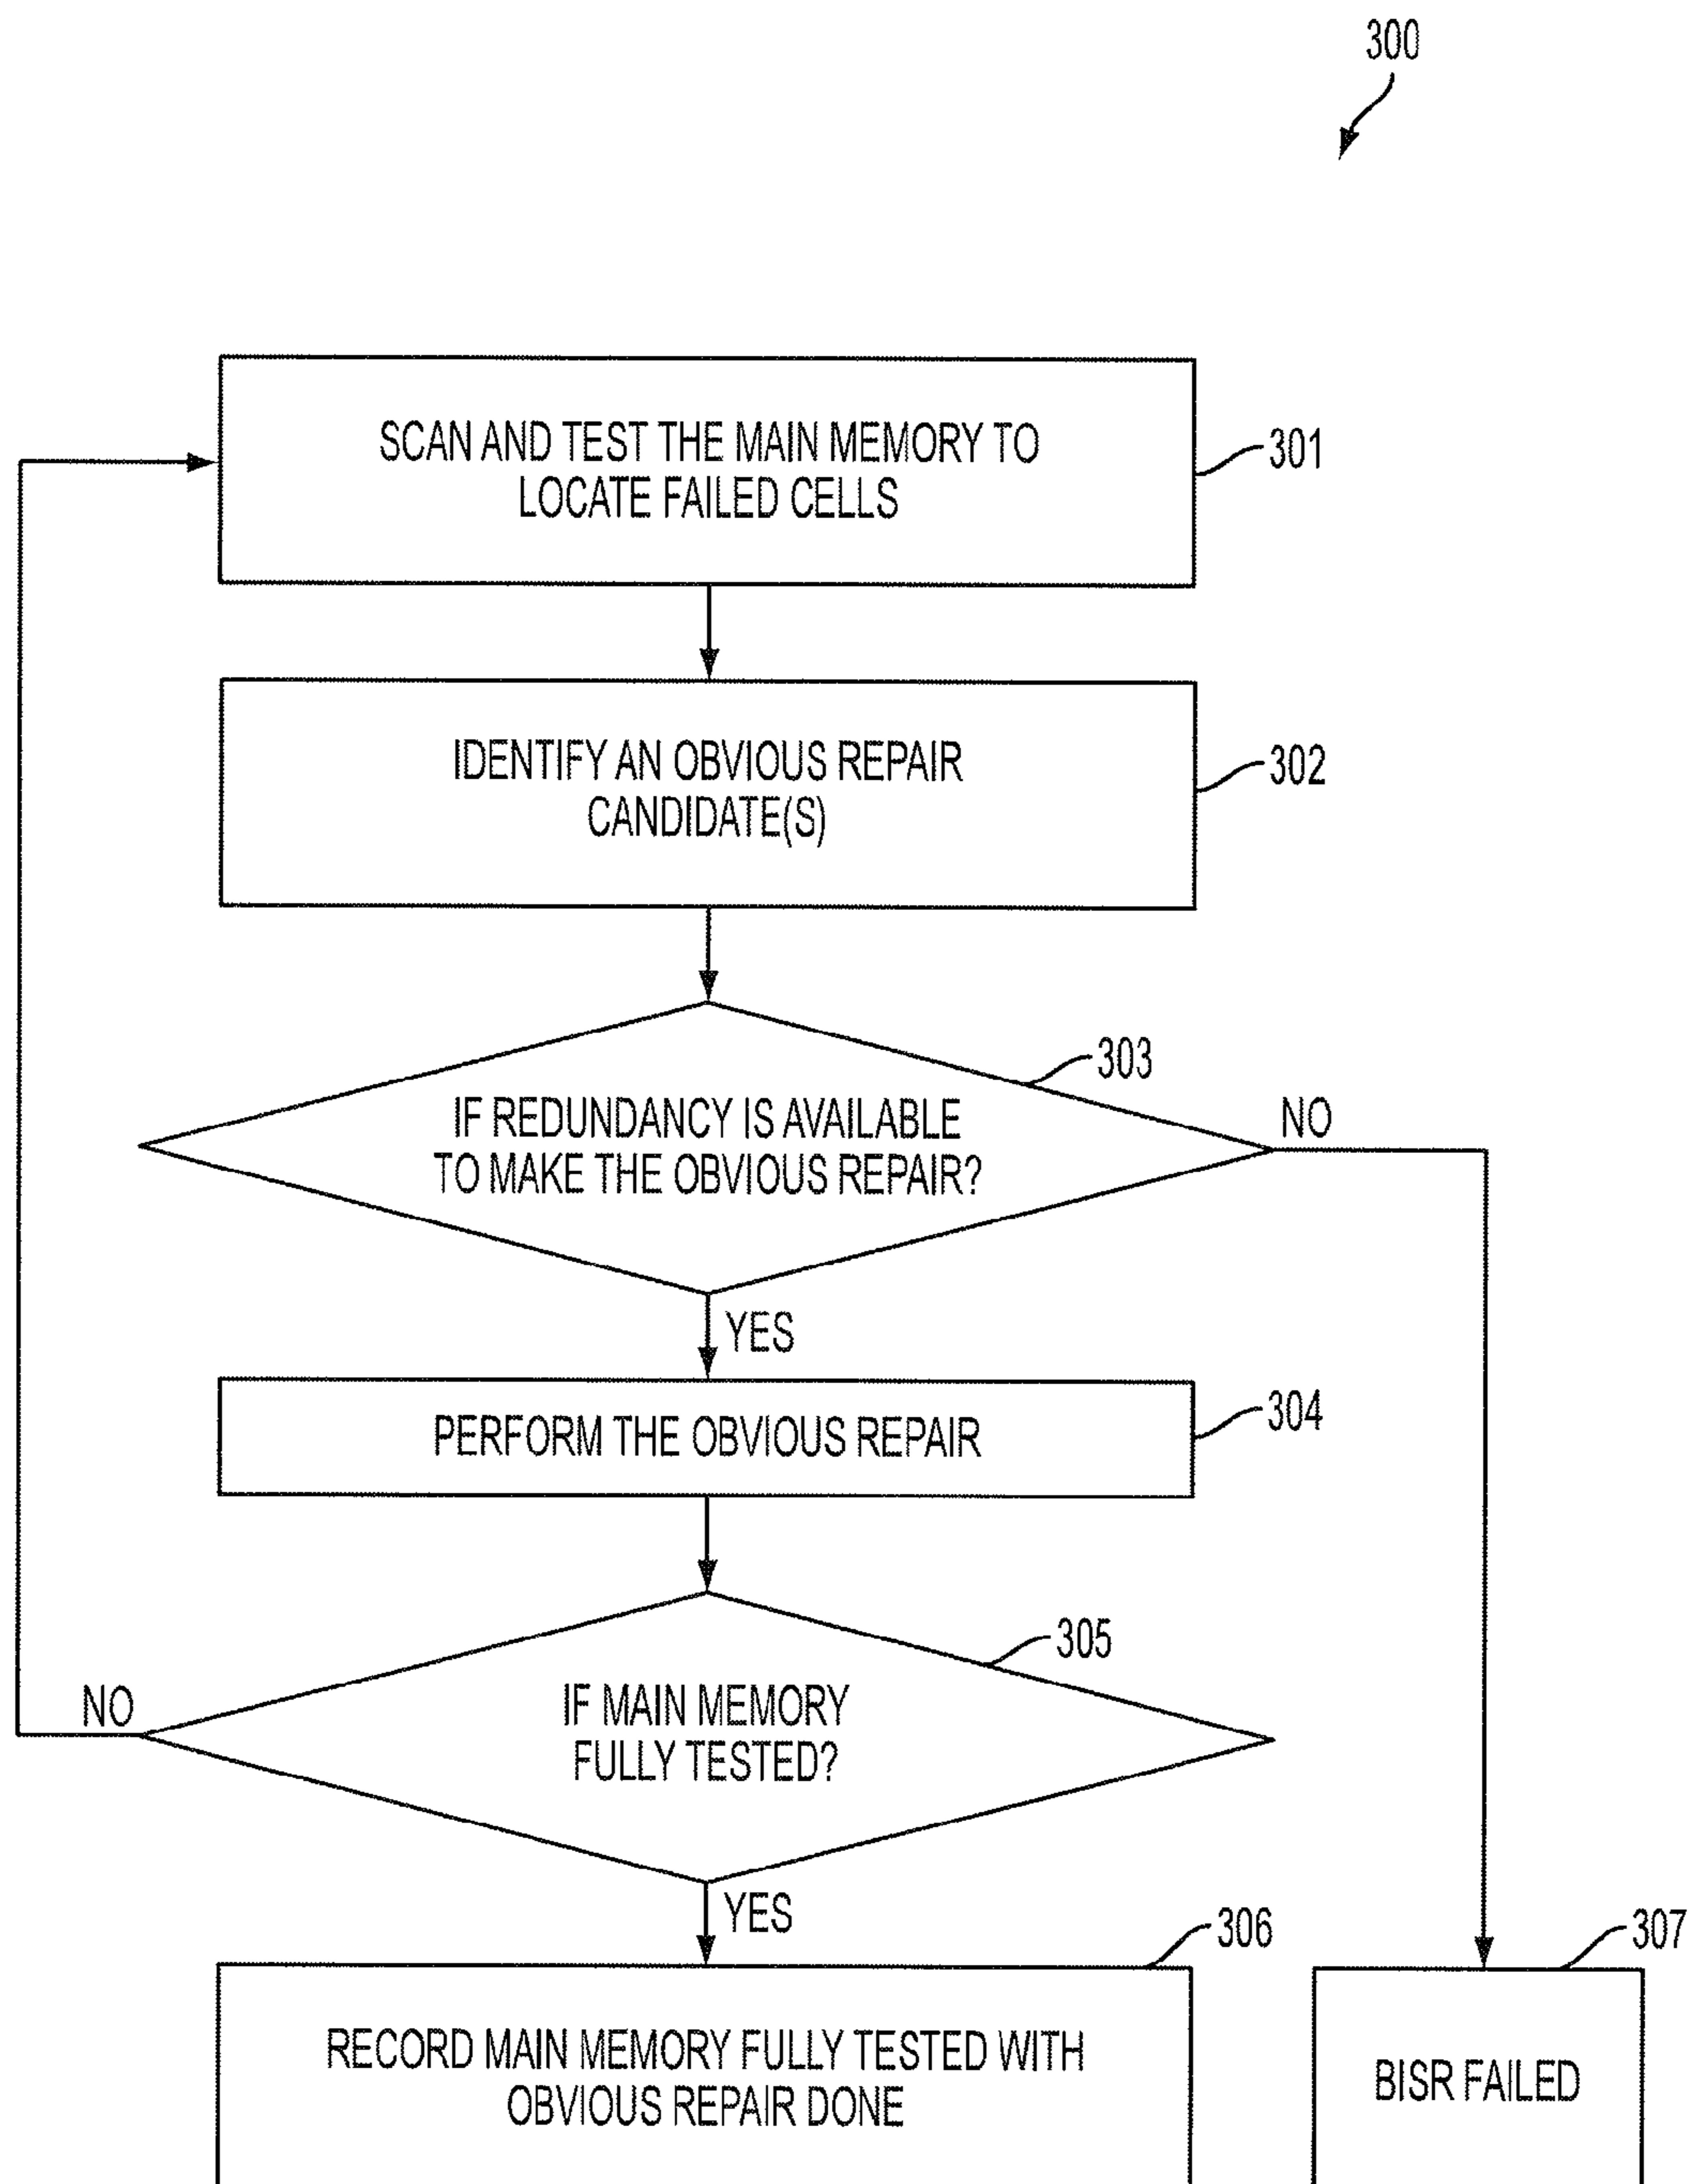 300
SCAN AND TEST THE MAIN MEMORY TO
LOCATE FAILED CELLS
301
IDENTIFY AN OBVIOUS REPAIR
CANDIDATE(S)
302
303
IF REDUNDANCY IS AVAILABLE
TO MAKE THE OBVIOUS REPAIR?
NO
YES
PERFORM THE OBVIOUS REPAIR
304
305
IF MAIN MEMORY
FULLY TESTED?
NO
YES
306
307
RECORD MAIN MEMORY FULLY TESTED WITH
OBVIOUS REPAIR DONE
BISR FAILED